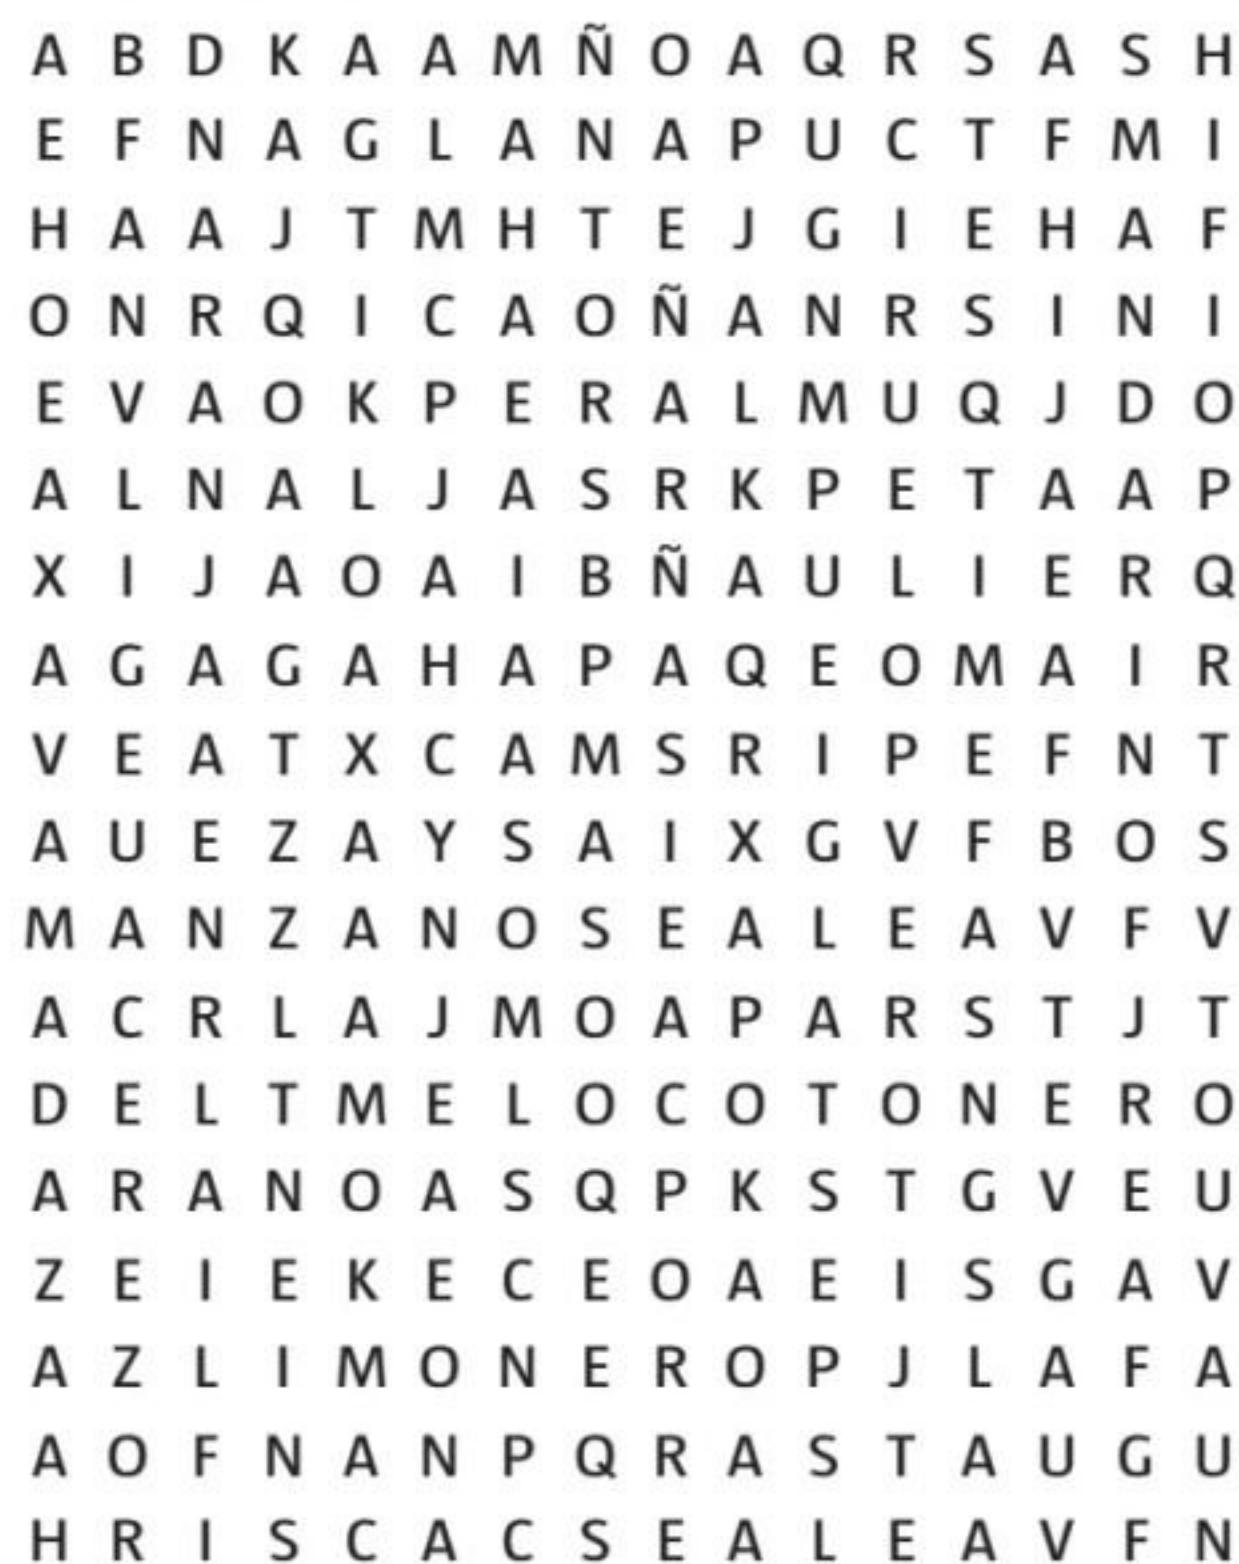 A B D K A A M Ñ O A Q R S A S H
E F N A G L A N A P U C T F M I
H A A J T M H T E J G I E H A F
O N R Q I C A O Ñ A N R S I N I
E V A O K P E R A L M U Q J D O
A L N A L J A S R K P E T A A P
X I J A O A I B Ñ A U L I E R Q
A G A G A H A P A Q E O M A I R
V E A T X C A M S R I P E F N T
A U E Z A Y S A I X G V F B O S
M A N Z A N O S E A L E A V F V
A C R L A J M O A P A R S T J T
D E L T M E L O C O T O N E R O
A R A N O A S Q P K S T G V E U
Z E I E K E C E O A E I S G A V
A Z L I M O N E R O P J L A F A
A O F N A N P Q R A S T A U G U
H R I S C A C S E A L E A V F N